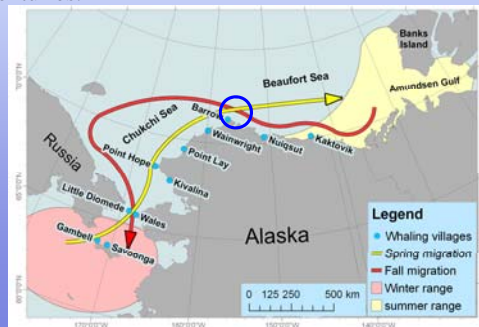 Banks
Island
Beaufort Sea
Amundsen Gulf
Barrow
Chukchi Sea
Wainwright
Nuiqsut
Kaktovik
Russia
Point Hope
Point Lay
Kivalina
Little Diomede
Wales
Gambell
Savoonga
Alaska
Legend
Whaling villages
Spring migration
Fall migration
Winter range
summer range
0 125 250 500 km